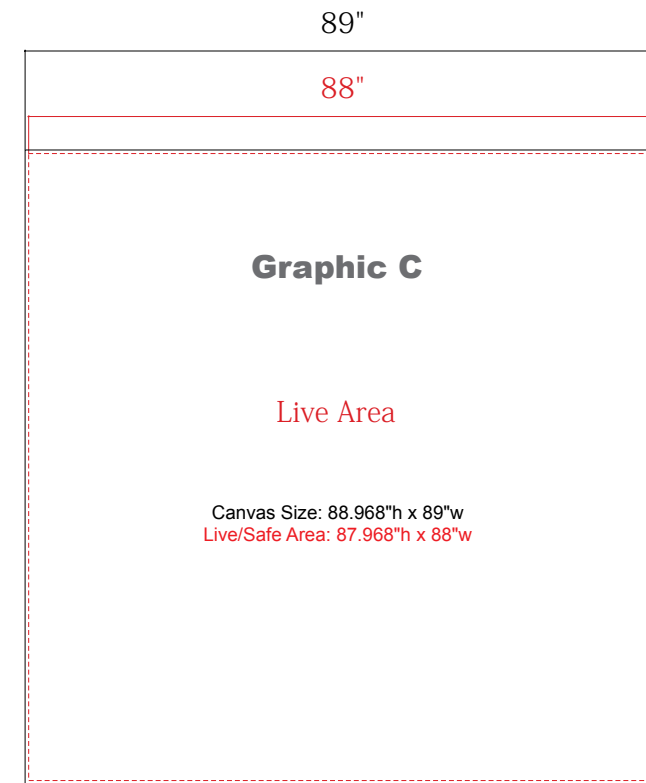 89"
88"
Graphic C
Live Area
Canvas Size: 88.968"h x 89"w
Live/Safe Area: 87.968"h x 88"w